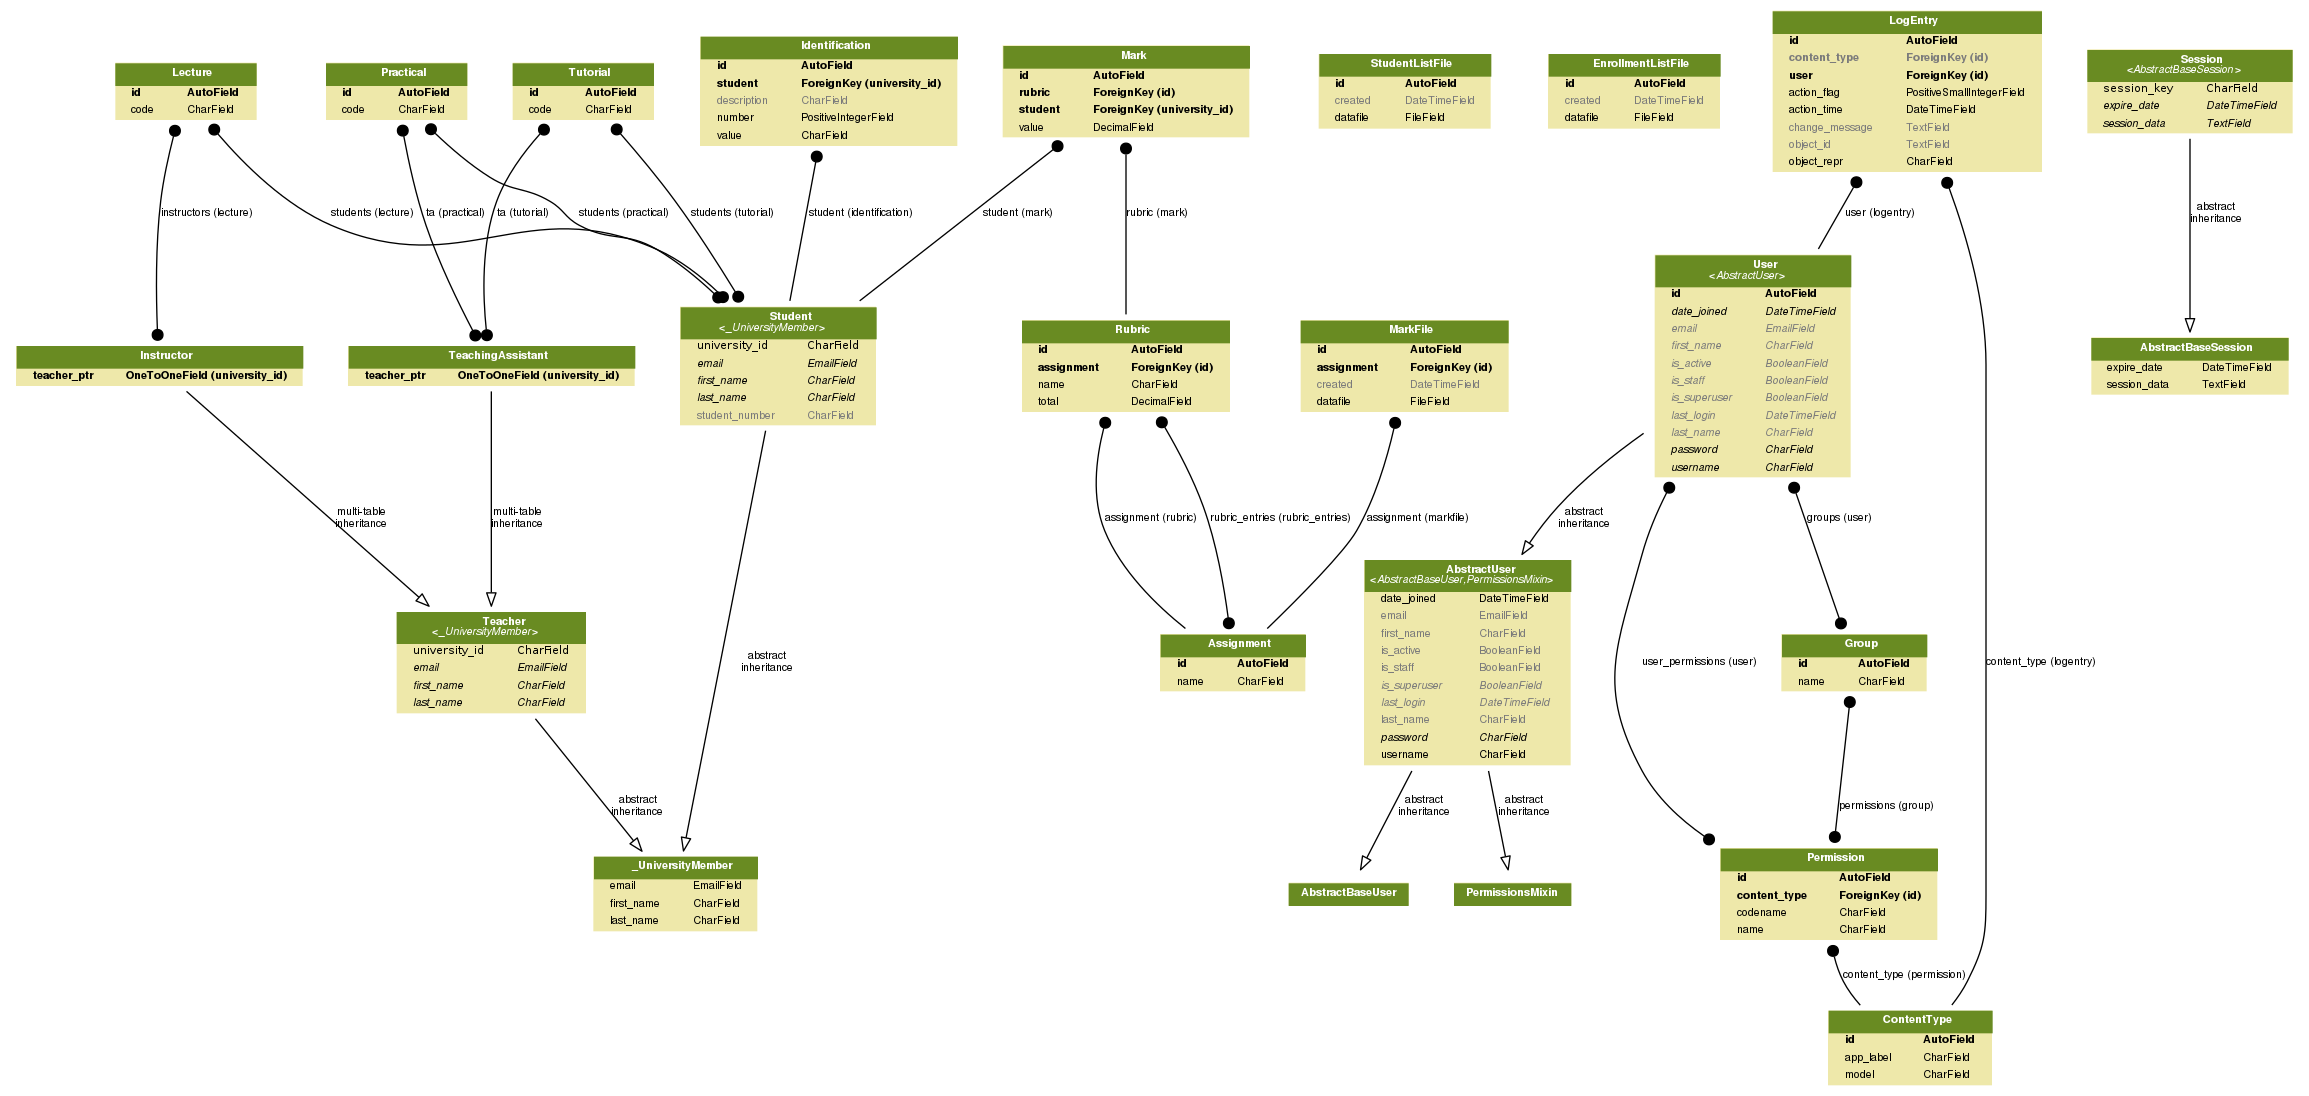 Lecture
id AutoField
code CharField
Practical
id AutoField
code CharField
Tutorial
id AutoField
code CharField
Identification
id AutoField
student ForeignKey (university_id)
description CharField
number PositiveIntegerField
value CharField
Mark
id AutoField
rubric ForeignKey (id)
student ForeignKey (university_id)
value DecimalField
StudentListFile
id AutoField
created DateTimeField
datafile FileField
EnrollmentListFile
id AutoField
created DateTimeField
datafile FileField
LogEntry
id AutoField
content_type ForeignKey (id)
user ForeignKey (id)
action_flag PositiveSmallIntegerField
action_time DateTimeField
change_message TextField
object_id TextField
object_repr CharField
Session
<AbstractBaseSession>
session_key CharField
expire_date DateTimeField
session_data TextField
instructors (lecture)
students (lecture)
ta (practical)
ta (tutorial)
students (practical)
students (tutorial)
student (identification)
student (mark)
rubric (mark)
user (logentry)
abstract
inheritance
Instructor
teacher_ptr OneToOneField (university_id)
TeachingAssistant
teacher_ptr OneToOneField (university_id)
Student
<_UniversityMember>
university_id CharField
email EmailField
first_name CharField
last_name CharField
student_number CharField
Rubric
id AutoField
assignment ForeignKey (id)
name CharField
total DecimalField
MarkFile
id AutoField
assignment ForeignKey (id)
created DateTimeField
datafile FileField
User
<AbstractUser>
id AutoField
date_joined DateTimeField
email EmailField
first_name CharField
is_active BooleanField
is_staff BooleanField
is_superuser BooleanField
last_login DateTimeField
last_name CharField
password CharField
username CharField
AbstractBaseSession
expire_date DateTimeField
session_data TextField
multi-table
inheritance
multi-table
inheritance
abstract
inheritance
assignment (rubric)
rubric_entries (rubric_entries)
assignment (markfile)
abstract
inheritance
groups (user)
user_permissions (user)
content_type (logentry)
Teacher
<_UniversityMember>
university_id CharField
email EmailField
first_name CharField
last_name CharField
Assignment
id AutoField
name CharField
AbstractUser
<AbstractBaseUser,PermissionsMixin>
date_joined DateTimeField
email EmailField
first_name CharField
is_active BooleanField
is_staff BooleanField
is_superuser BooleanField
last_login DateTimeField
last_name CharField
password CharField
username CharField
Group
id AutoField
name CharField
abstract
inheritance
abstract
inheritance
abstract
inheritance
permissions (group)
_UniversityMember
email EmailField
first_name CharField
last_name CharField
AbstractBaseUser
PermissionsMixin
Permission
id AutoField
content_type ForeignKey (id)
codename CharField
name CharField
content_type (permission)
ContentType
id AutoField
app_label CharField
model CharField